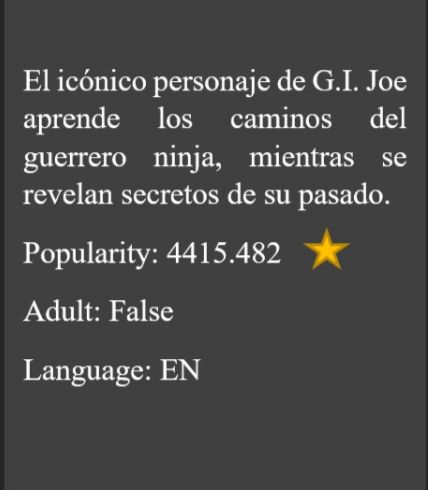 El icónico personaje de G.I. Joe
aprende los caminos del
guerrero ninja, mientras se
revelan secretos de su pasado.
Popularity: 4415.482
Adult: False
Language: EN